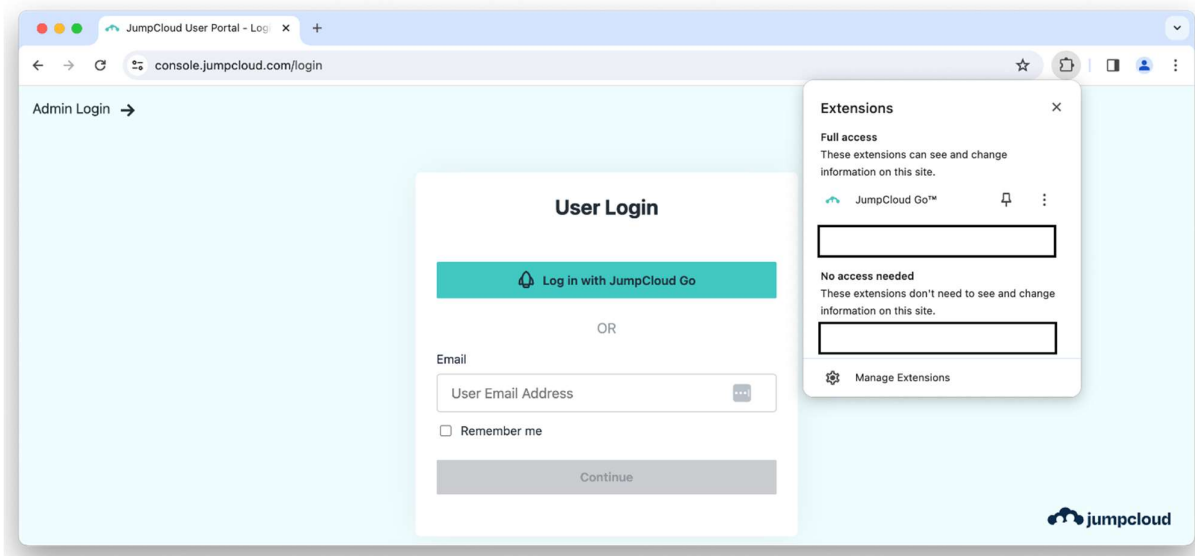 JumpCloud User Portal - Log
console.jumpcloud.com/login
Admin Login
User Login
Log in with JumpCloud Go
OR
Email
User Email Address
Remember me
Continue
Extensions
Full access
These extensions can see and change
information on this site.
JumpCloud Go™
No access needed
These extensions don't need to see and change
information on this site.
Manage Extensions
jumpcloud